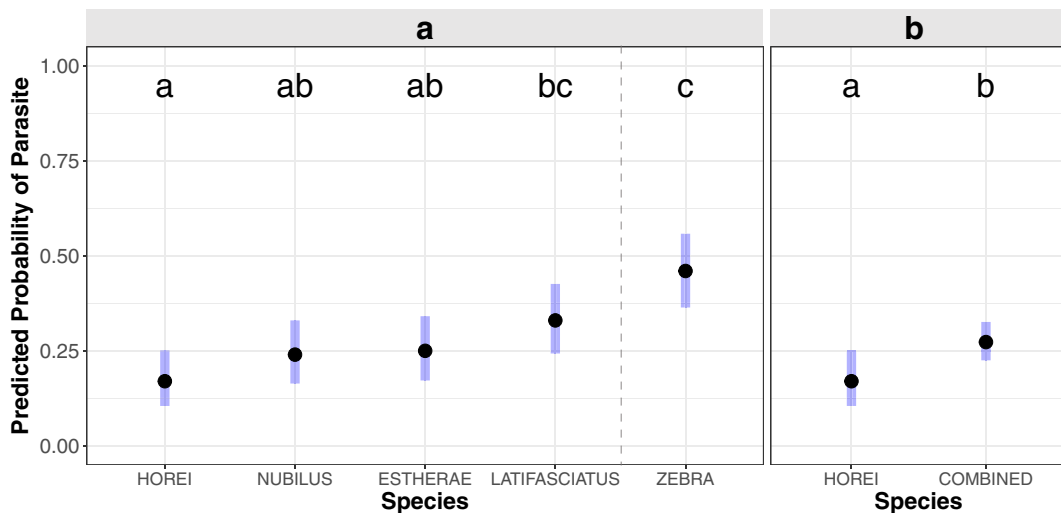 a
b
Predicted Probability of Parasite
1.00
0.75
0.50
0.25
0.00
a ab ab bc c
a b
HOREI NUBILUS ESTHERAE LATIFASCIATUS ZEBRA
HOREI COMBINED
Species
Species